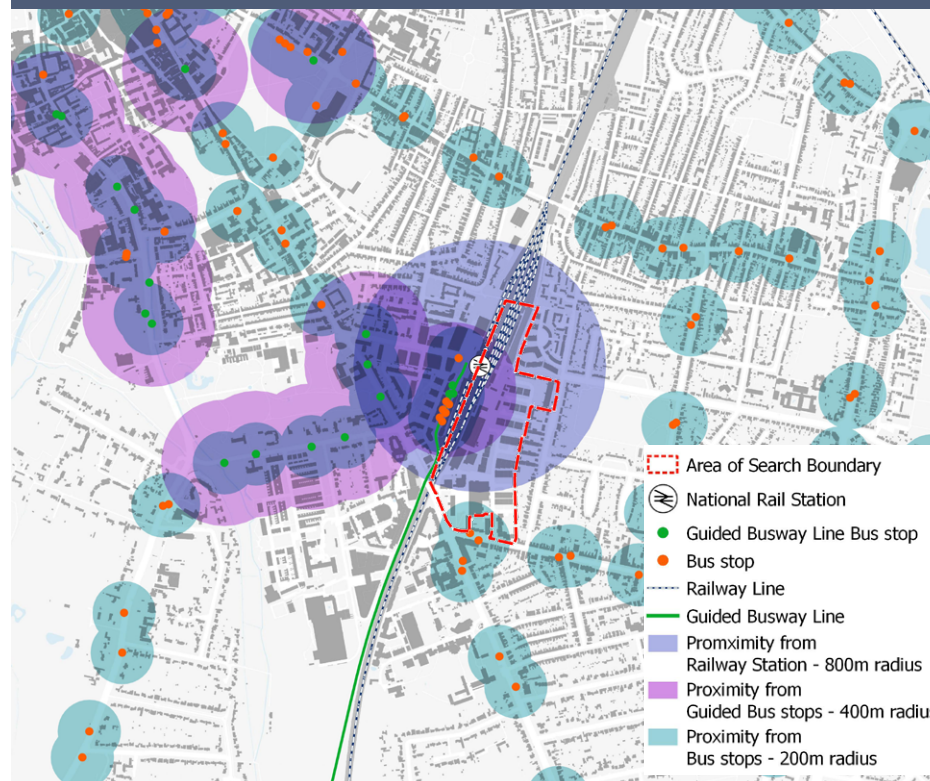 Area of Search Boundary
National Rail Station
Guided Busway Line Bus stop
Bus stop
Railway Line
Guided Busway Line
Promximity from
Railway Station - 800m radius
Proximity from
Guided Bus stops - 400m radius
Proximity from
Bus stops - 200m radius